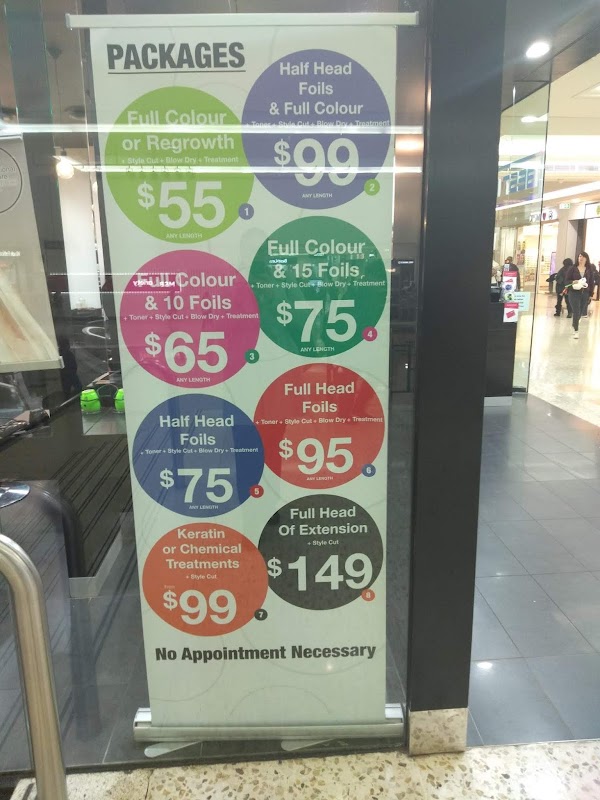 PACKAGES
Full Colour
or Regrowth
+ Style Cut + Blow Dry + Treatment
$55
ANY LENGTH
1
Half Head
Foils
& Full Colour
+ Toner + Style Cut + Blow Dry + Treatment
$99
ANY LENGTH
2
Full Colour
& 10 Foils
+ Toner + Style Cut + Blow Dry + Treatment
$65
ANY LENGTH
3
Full Colour
& 15 Foils
+ Toner + Style Cut + Blow Dry + Treatment
$75
ANY LENGTH
4
Half Head
Foils
+ Toner + Style Cut + Blow Dry + Treatment
$75
ANY LENGTH
5
Full Head
Foils
+ Toner + Style Cut + Blow Dry + Treatment
$95
ANY LENGTH
6
Keratin
or Chemical
Treatments
+ Style Cut
$99
7
Full Head
Of Extension
+ Style Cut
$149
8
No Appointment Necessary